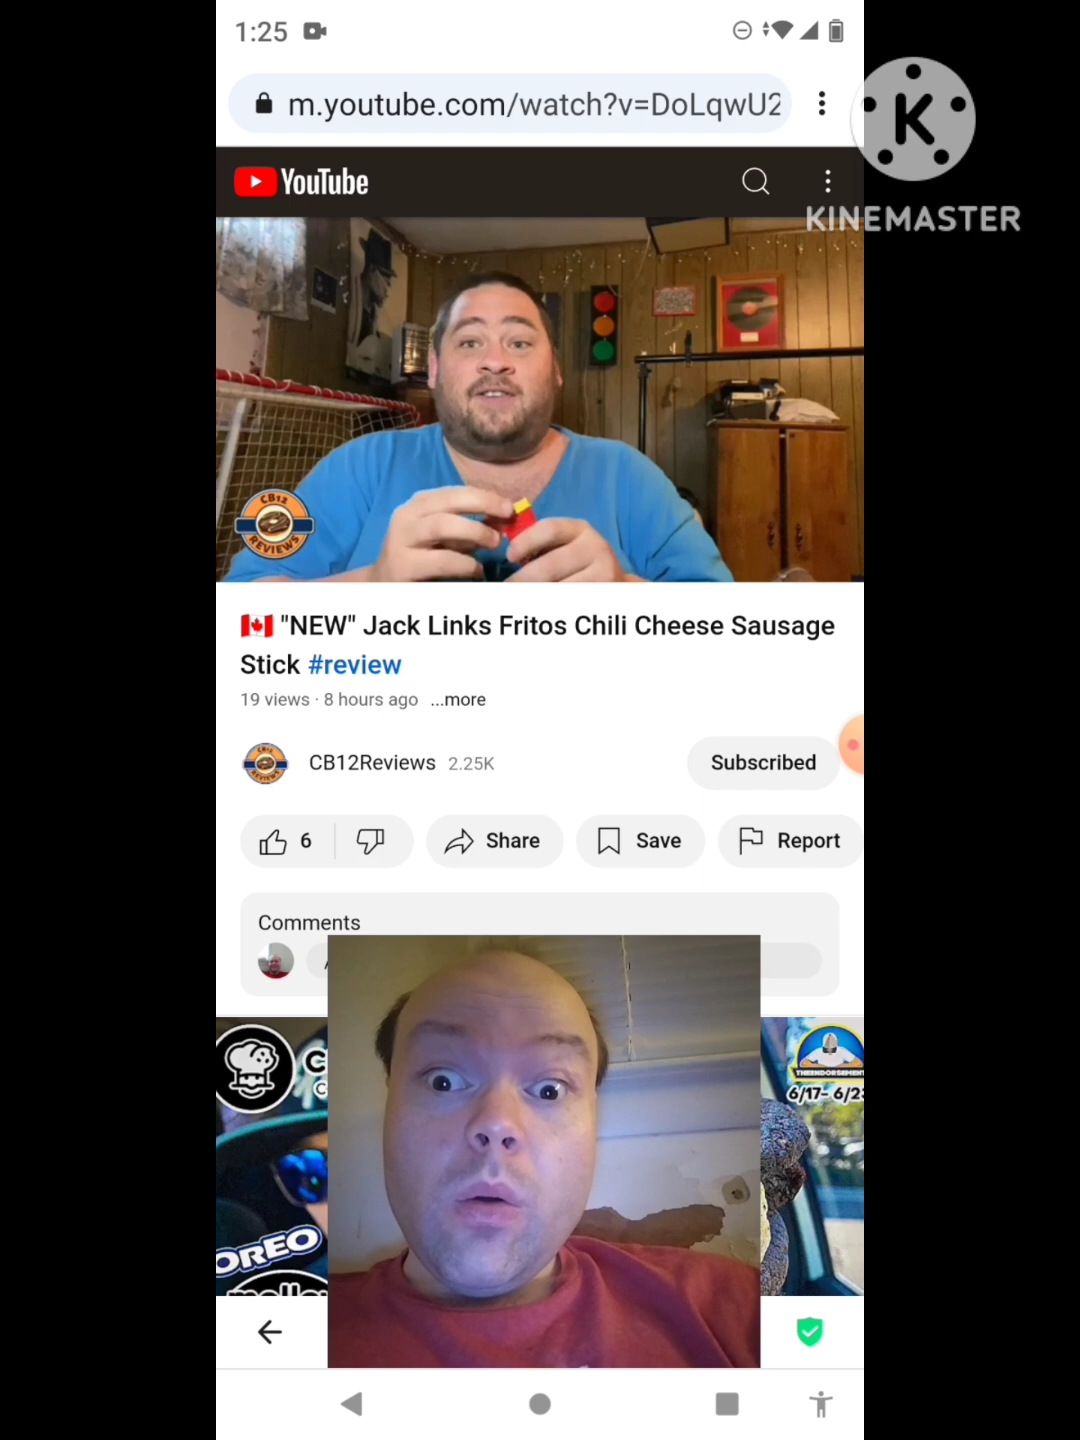 1:25
m.youtube.com/watch?v=DoLqwU2
K
KINEMASTER
YouTube
CB12
REVIEWS
🇨🇦 "NEW" Jack Links Fritos Chili Cheese Sausage
Stick #review
19 views · 8 hours ago ...more
CB12Reviews 2.25K
Subscribed
6
Share
Save
Report
Comments
C
THEENDORSEMENT
6/17- 6/23
OREO